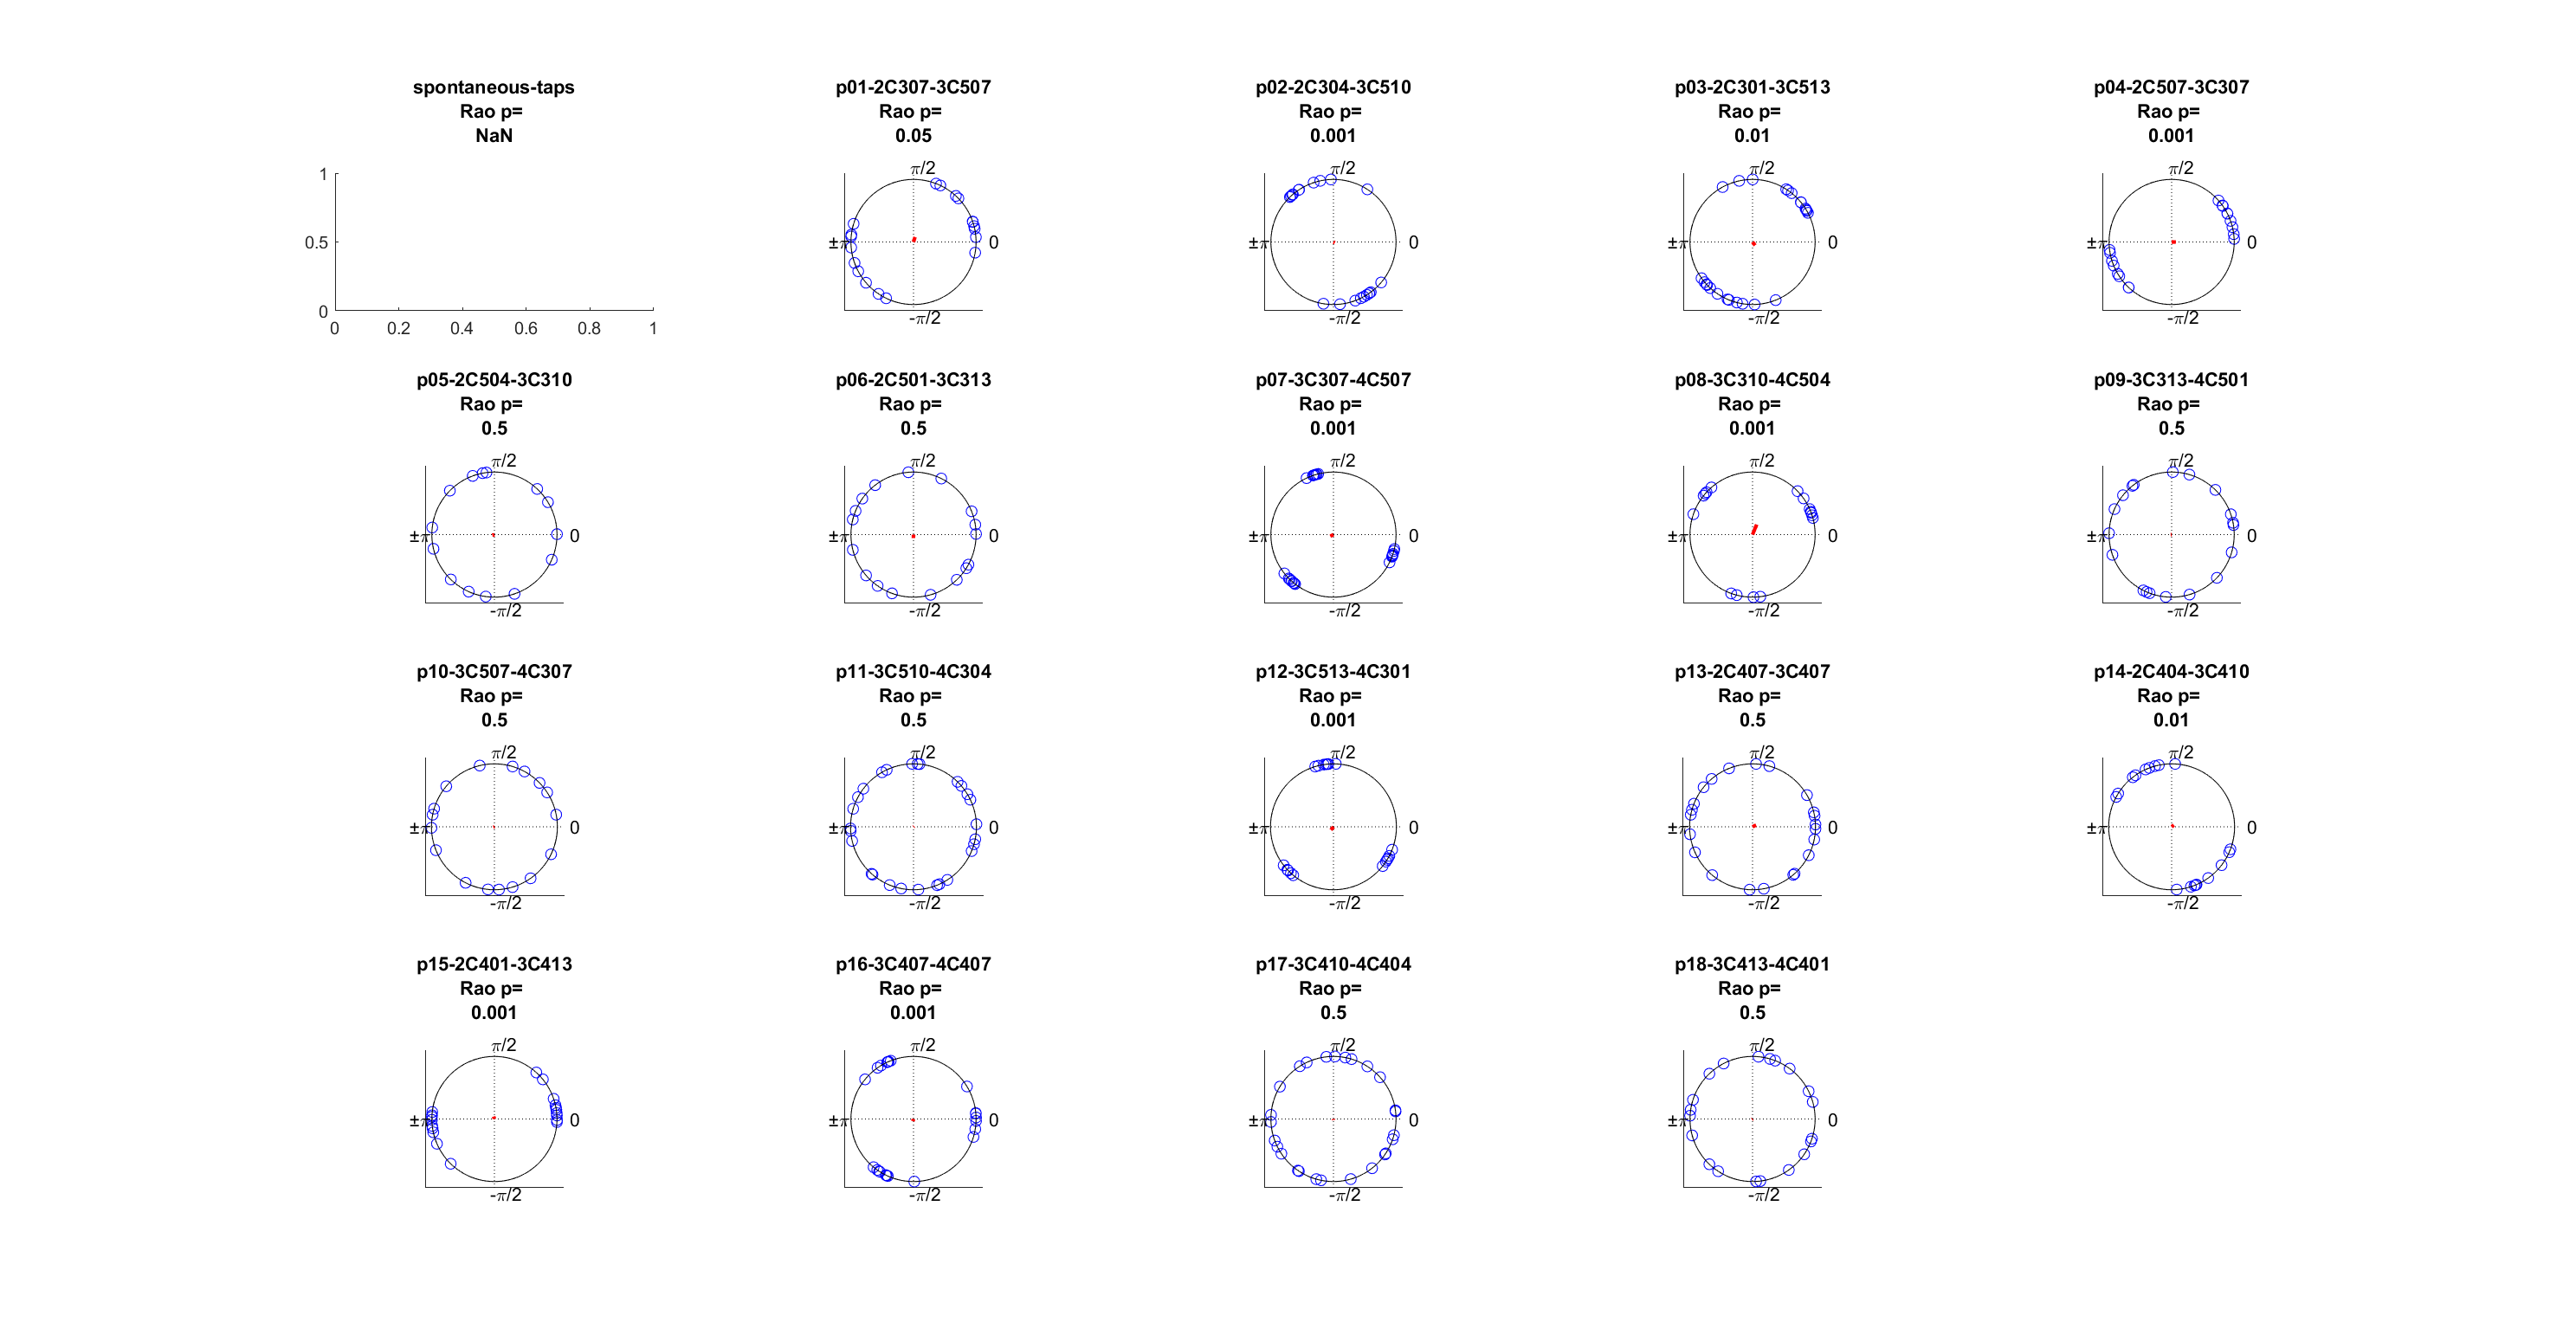 spontaneous-taps
Rao p=
NaN
1
0.5
0
0 0.2 0.4 0.6 0.8 1
p01-2C307-3C507
Rao p=
0.05
π/2
±π 0
-π/2
p02-2C304-3C510
Rao p=
0.001
π/2
±π 0
-π/2
p03-2C301-3C513
Rao p=
0.01
π/2
±π 0
-π/2
p04-2C507-3C307
Rao p=
0.001
π/2
±π 0
-π/2
p05-2C504-3C310
Rao p=
0.5
π/2
±π 0
-π/2
p06-2C501-3C313
Rao p=
0.5
π/2
±π 0
-π/2
p07-3C307-4C507
Rao p=
0.001
π/2
±π 0
-π/2
p08-3C310-4C504
Rao p=
0.001
π/2
±π 0
-π/2
p09-3C313-4C501
Rao p=
0.5
π/2
±π 0
-π/2
p10-3C507-4C307
Rao p=
0.5
π/2
±π 0
-π/2
p11-3C510-4C304
Rao p=
0.5
π/2
±π 0
-π/2
p12-3C513-4C301
Rao p=
0.001
π/2
±π 0
-π/2
p13-2C407-3C407
Rao p=
0.5
π/2
±π 0
-π/2
p14-2C404-3C410
Rao p=
0.01
π/2
±π 0
-π/2
p15-2C401-3C413
Rao p=
0.001
π/2
±π 0
-π/2
p16-3C407-4C407
Rao p=
0.001
π/2
±π 0
-π/2
p17-3C410-4C404
Rao p=
0.5
π/2
±π 0
-π/2
p18-3C413-4C401
Rao p=
0.5
π/2
±π 0
-π/2